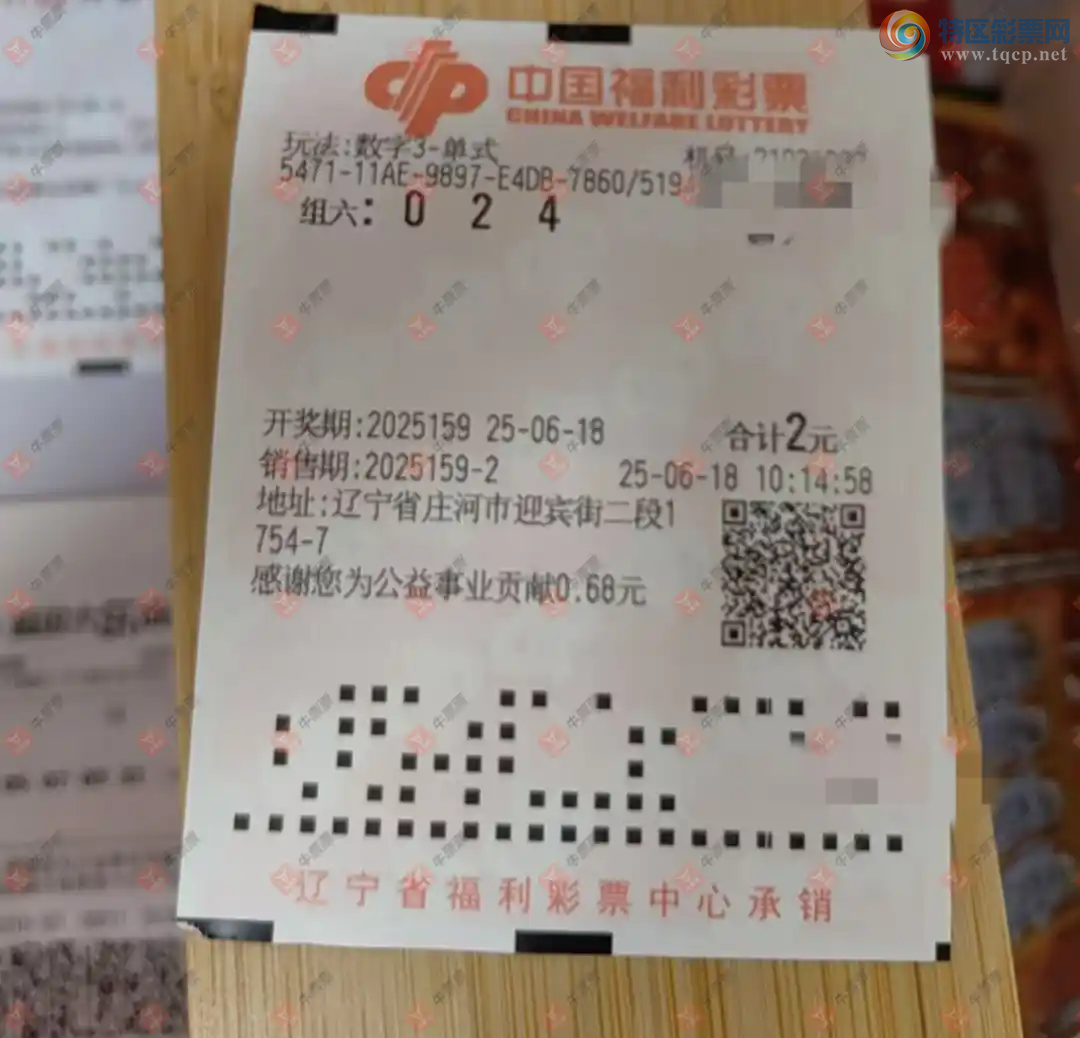 特区彩票网
www.tqcp.net
中国福利彩票
CHINA WELFARE LOTTERY
玩法:数字3-单式
机号
5471-11AE-9897-E4DB-7860/519
组六: 0 2 4
开奖期:2025159 25-06-18
合计2元
销售期:2025159-2 25-06-18 10:14:58
地址:辽宁省庄河市迎宾街二段1
754-7
感谢您为公益事业贡献0.68元
辽宁省福利彩票中心承销